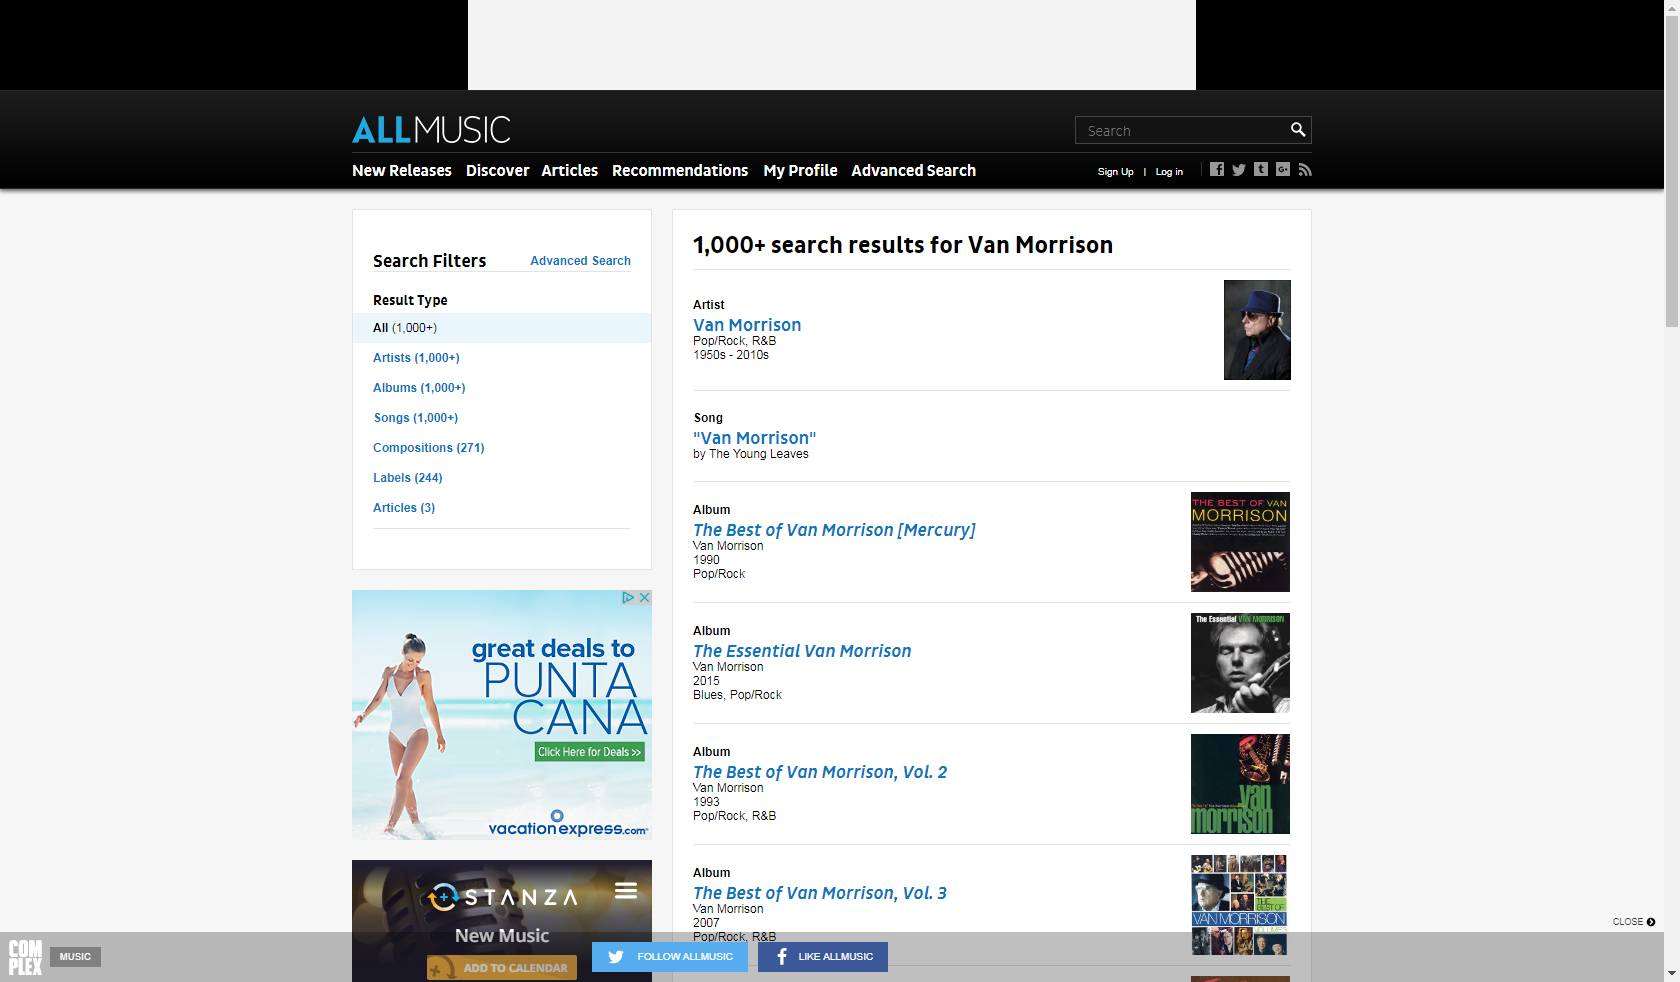 ALLMUSIC
Search
New Releases Discover Articles Recommendations My Profile Advanced Search
Sign Up | Log in
Search Filters
Advanced Search
Result Type
All (1,000+)
Artists (1,000+)
Albums (1,000+)
Songs (1,000+)
Compositions (271)
Labels (244)
Articles (3)
great deals to
PUNTA
CANA
Click Here for Deals >>
vacationexpress.com
STANZA
New Music
ADD TO CALENDAR
1,000+ search results for Van Morrison
Artist
Van Morrison
Pop/Rock, R&B
1950s - 2010s
Song
"Van Morrison"
by The Young Leaves
Album
The Best of Van Morrison [Mercury]
Van Morrison
1990
Pop/Rock
THE BEST OF VAN
MORRISON
Album
The Essential Van Morrison
Van Morrison
2015
Blues, Pop/Rock
The Essential VAN MORRISON
Album
The Best of Van Morrison, Vol. 2
Van Morrison
1993
Pop/Rock, R&B
van
morrison
Album
The Best of Van Morrison, Vol. 3
Van Morrison
2007
Pop/Rock, R&B
THE BEST OF
VAN MORRISON
CLOSE
COM
PLEX
MUSIC
FOLLOW ALLMUSIC
LIKE ALLMUSIC